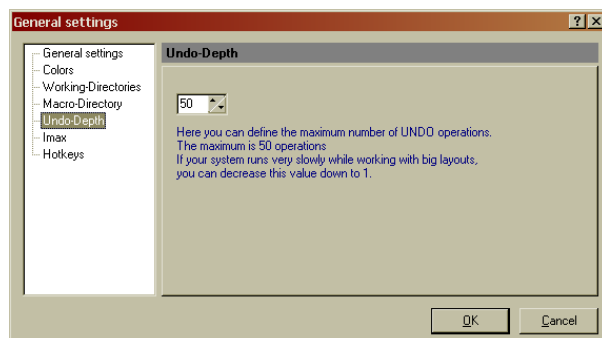 General settings
General settings
Colors
Working-Directories
Macro-Directory
Undo-Depth
Imax
Hotkeys
Undo-Depth
50
Here you can define the maximum number of UNDO operations.
The maximum is 50 operations
If your system runs very slowly while working with big layouts,
you can decrease this value down to 1.
OK
Cancel